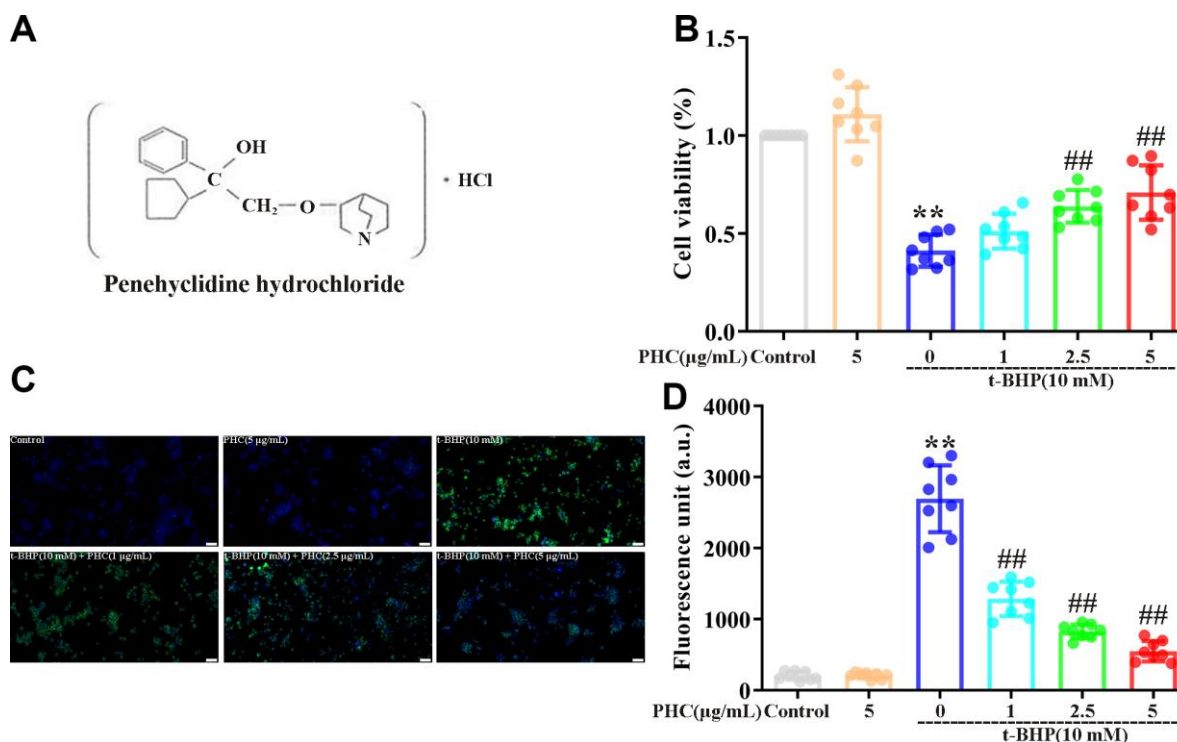 A
OH
C
CH2
O
N
· HCl
Penehyclidine hydrochloride
B
Cell viability (%)
1.5
1.0
0.5
0.0
**
##
##
PHC(μg/mL) Control 5 0 1 2.5 5
t-BHP(10 mM)
C
Control
PHC(5 μg/mL)
t-BHP(10 mM)
t-BHP(10 mM) + PHC(1 μg/mL)
t-BHP(10 mM) + PHC(2.5 μg/mL)
t-BHP(10 mM) + PHC(5 μg/mL)
D
Fluorescence unit (a.u.)
4000
3000
2000
1000
0
**
##
##
##
PHC(μg/mL) Control 5 0 1 2.5 5
t-BHP(10 mM)